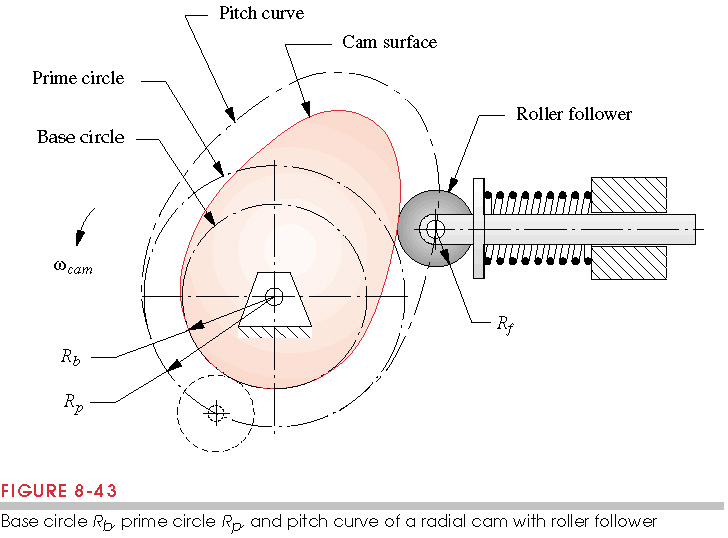 Pitch curve
Cam surface
Prime circle
Roller follower
Base circle
ωcam
Rf
Rb
Rp
FIGURE 8-43
Base circle Rb, prime circle Rp, and pitch curve of a radial cam with roller follower